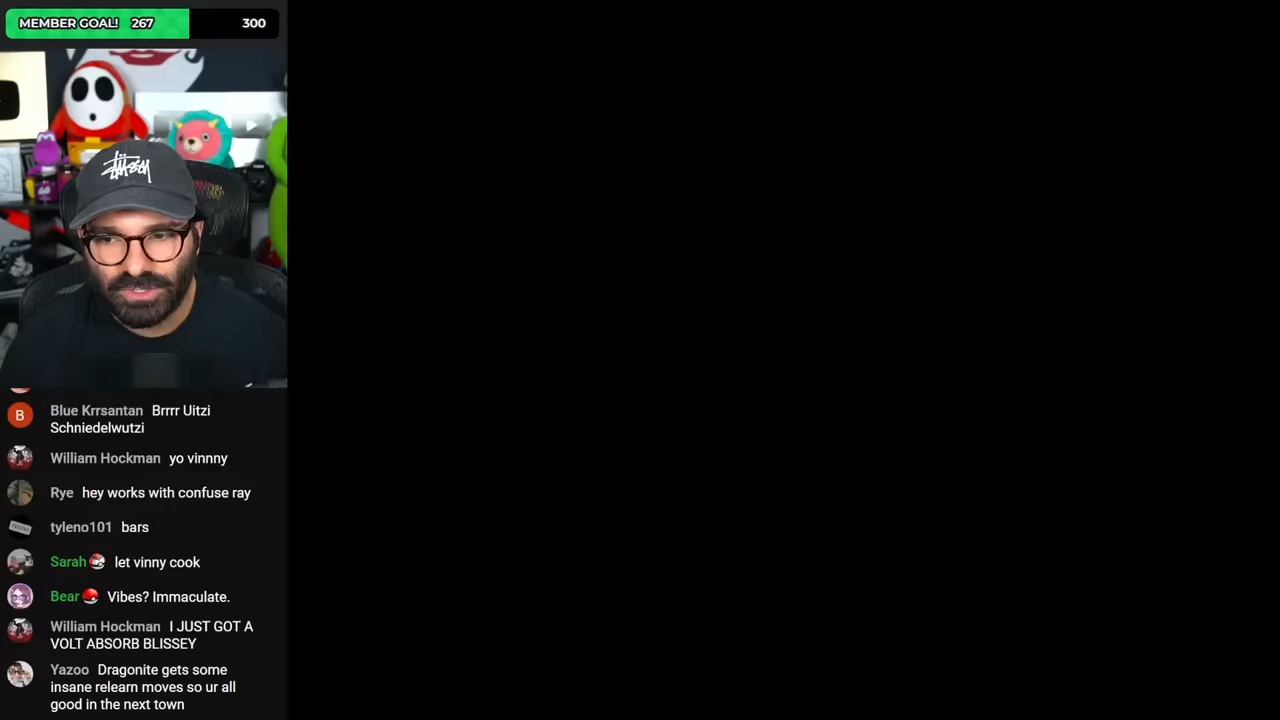 MEMBER GOAL! 267 300
STÜSSY
Blue Krrsantan Brrrr Uitzi
Schniedelwutzi
William Hockman yo vinnny
Rye hey works with confuse ray
tyleno101 bars
Sarah let vinny cook
Bear Vibes? Immaculate.
William Hockman I JUST GOT A
VOLT ABSORB BLISSEY
Yazoo Dragonite gets some
insane relearn moves so ur all
good in the next town